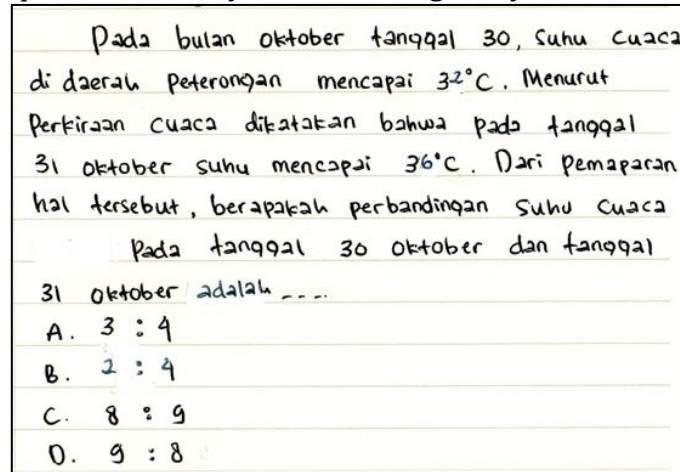 Pada bulan oktober tanggal 30, suhu cuaca
di daerah Peterongan mencapai 32°C. Menurut
Perkiraan cuaca dikatakan bahwa pada tanggal
31 oktober suhu mencapai 36°C. Dari pemaparan
hal tersebut, berapakah perbandingan suhu cuaca
Pada tanggal 30 oktober dan tanggal
31 oktober adalah ....
A. 3 : 4
B. 2 : 4
C. 8 : 9
D. 9 : 8